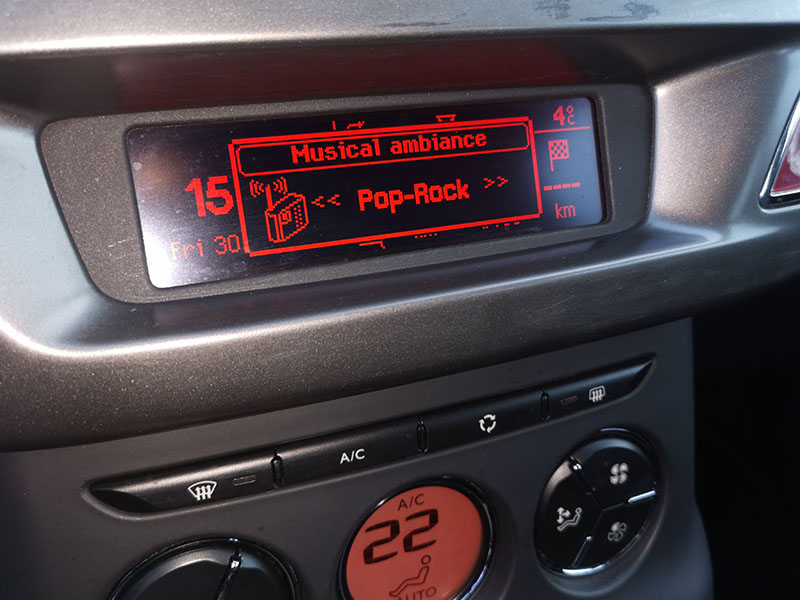 4°C
Musical ambiance
15
<< Pop-Rock >>
---- km
Fri 30
A/C
A/C
22
AUTO